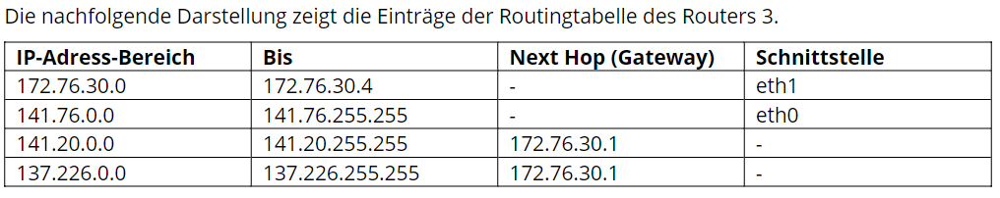 Die nachfolgende Darstellung zeigt die Einträge der Routingtabelle des Routers 3.
IP-Adress-Bereich Bis Next Hop (Gateway) Schnittstelle
172.76.30.0 172.76.30.4 - eth1
141.76.0.0 141.76.255.255 - eth0
141.20.0.0 141.20.255.255 172.76.30.1 -
137.226.0.0 137.226.255.255 172.76.30.1 -